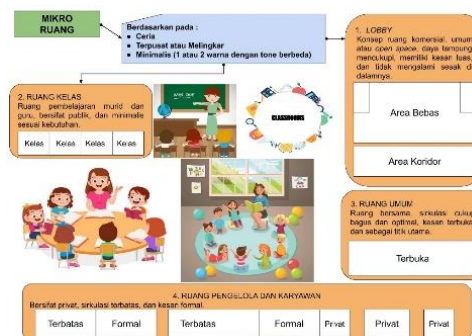 MIKRO
RUANG
Berdasarkan pada :
• Ceria
• Terpusat atau Melingkar
• Minimalis (1 atau 2 warna dengan tone berbeda)
1. LOBBY
Konsep ruang komersial, umum
atau open space, daya tampung
mencukupi, memiliki kesan luas,
dan tidak mengalami sesak di
dalamnya.
Area Bebas
Area Koridor
2. RUANG KELAS
Ruang pembelajaran murid dan
guru, bersifat publik, dan minimalis
sesuai kebutuhan.
Kelas Kelas Kelas Kelas
CLASSROOMS
3. RUANG UMUM
Ruang bersama, sirkulasi cukup
bagus dan optimal, kesan terbuka
dan sebagai titik utama.
Terbuka
4. RUANG PENGELOLA DAN KARYAWAN
Bersifat privat, sirkulasi terbatas, dan kesan formal.
Terbatas Formal Terbatas Formal Privat Privat Privat